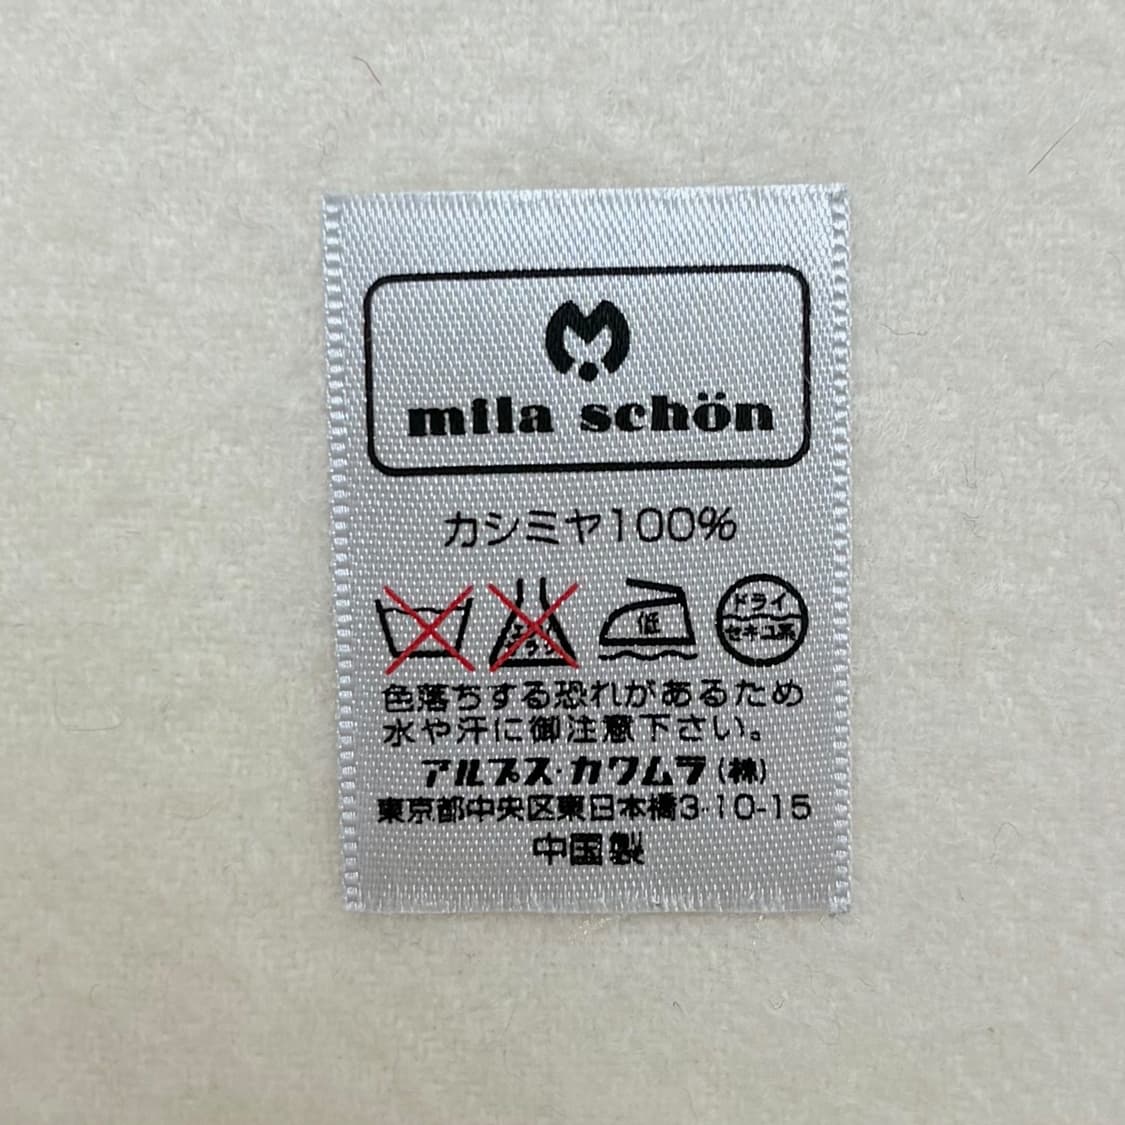 mila schön
カシミヤ100%
エンソ
低
ドライ
セキユ系
色落ちする恐れがあるため
水や汗に御注意下さい。
アルプス・カワムラ(株)
東京都中央区東日本橋3-10-15
中国製